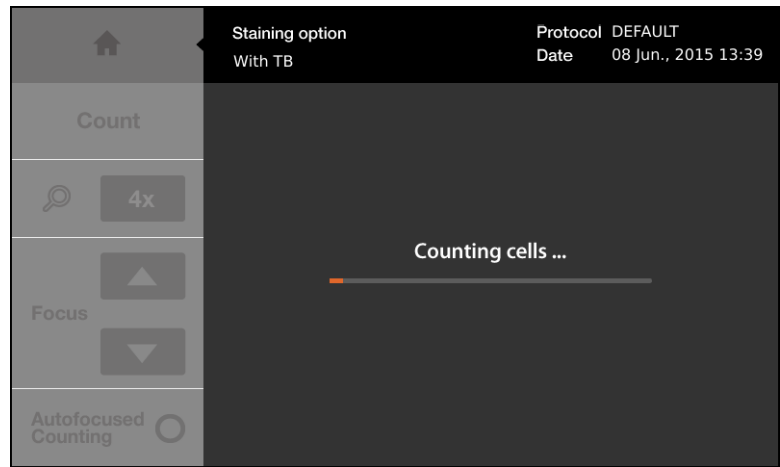 Staining option
With TB
Protocol DEFAULT
Date 08 Jun., 2015 13:39
Count
4x
Focus
Autofocused
Counting
Counting cells ...